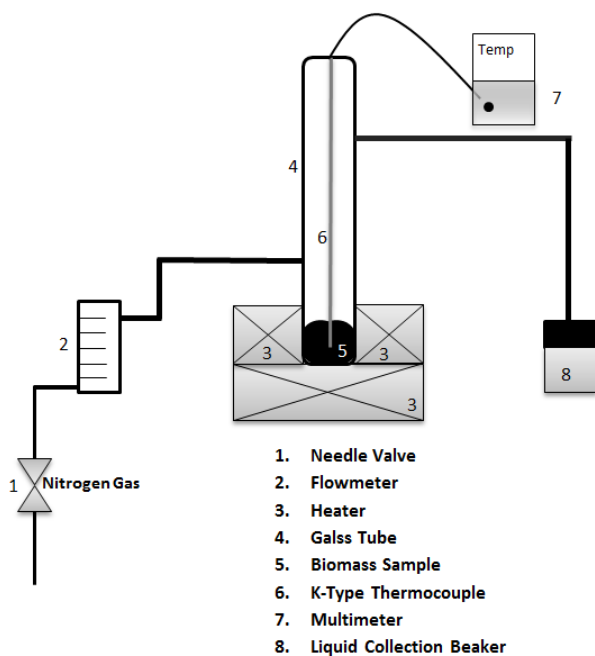 Temp
7
4
6
2
3
5
3
3
8
1
Nitrogen Gas
1. Needle Valve
2. Flowmeter
3. Heater
4. Galss Tube
5. Biomass Sample
6. K-Type Thermocouple
7. Multimeter
8. Liquid Collection Beaker